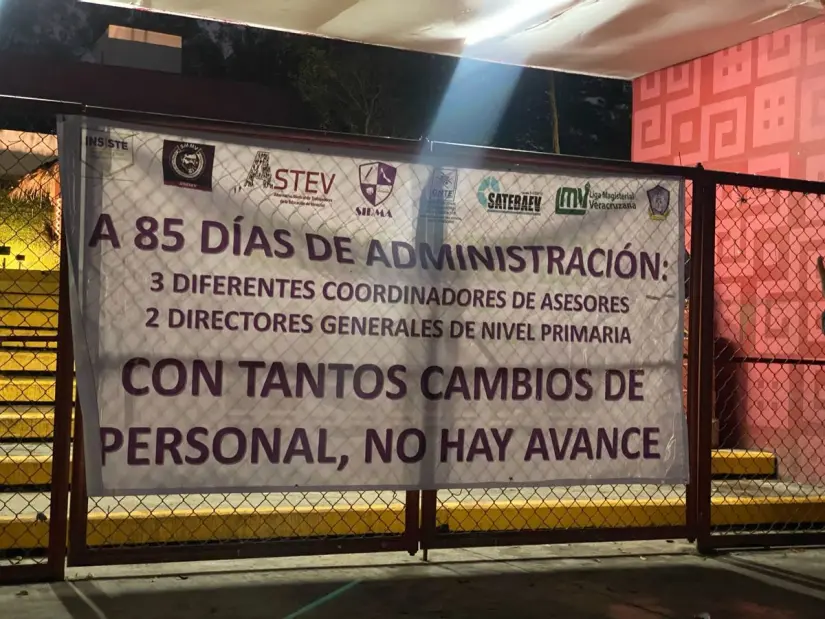 INSISTE
ASTEV
SIEMA
SATEBAEV
LMV Liga Magisterial
Veracruzana
A 85 DÍAS DE ADMINISTRACIÓN:
3 DIFERENTES COORDINADORES DE ASESORES
2 DIRECTORES GENERALES DE NIVEL PRIMARIA
CON TANTOS CAMBIOS DE
PERSONAL, NO HAY AVANCE